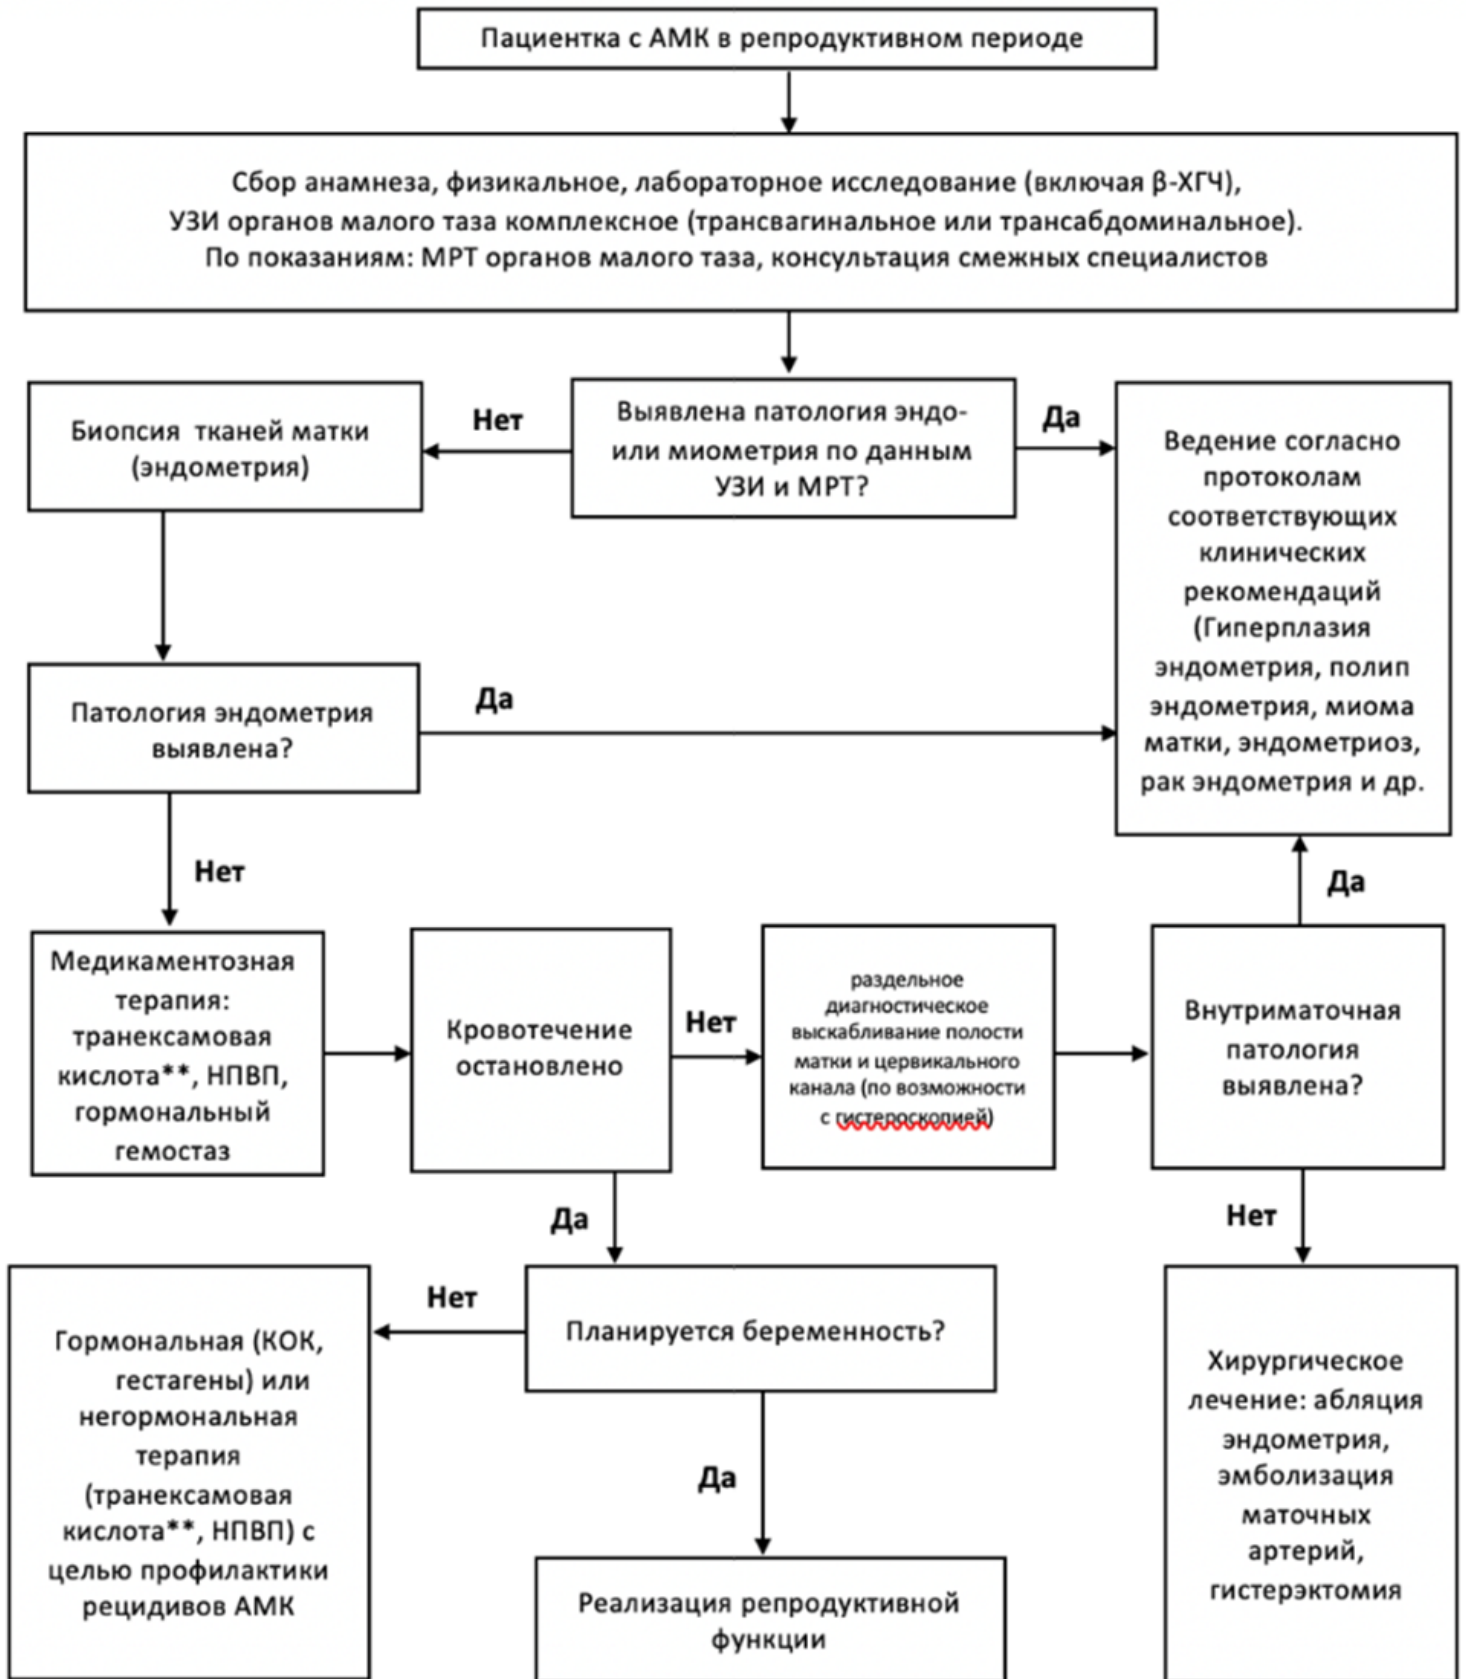 Пациентка с АМК в репродуктивном периоде
Сбор анамнеза, физикальное, лабораторное исследование (включая β-ХГЧ),
УЗИ органов малого таза комплексное (трансвагинальное или трансабдоминальное).
По показаниям: МРТ органов малого таза, консультация смежных специалистов
Биопсия тканей матки
(эндометрия)
Нет
Выявлена патология эндо-
или миометрия по данным
УЗИ и МРТ?
Да
Ведение согласно
протоколам
соответствующих
клинических
рекомендаций
(Гиперплазия
эндометрия, полип
эндометрия, миома
матки, эндометриоз,
рак эндометрия и др.
Патология эндометрия
выявлена?
Да
Нет
Да
Медикаментозная
терапия:
транексамовая
кислота**, НПВП,
гормональный
гемостаз
Кровотечение
остановлено
Нет
раздельное
диагностическое
выскабливание полости
матки и цервикального
канала (по возможности
с гистероскопией)
Внутриматочная
патология
выявлена?
Да
Нет
Гормональная (КОК,
гестагены) или
негормональная
терапия
(транексамовая
кислота**, НПВП) с
целью профилактики
рецидивов АМК
Нет
Планируется беременность?
Да
Реализация репродуктивной
функции
Хирургическое
лечение: абляция
эндометрия,
эмболизация
маточных
артерий,
гистерэктомия